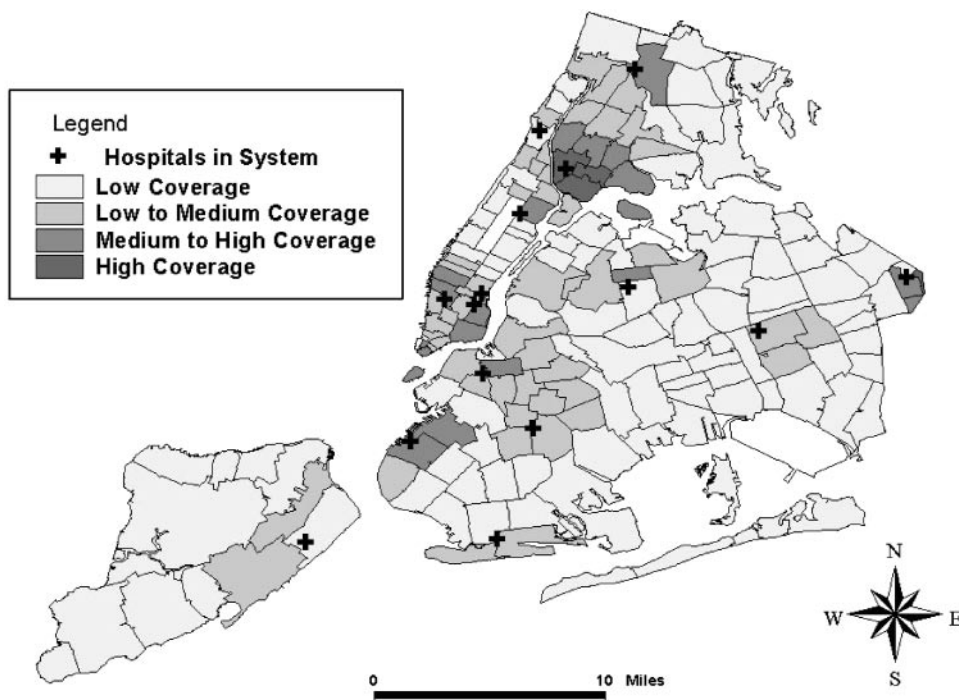 Legend
Hospitals in System
Low Coverage
Low to Medium Coverage
Medium to High Coverage
High Coverage
N
W E
S
0 10 Miles